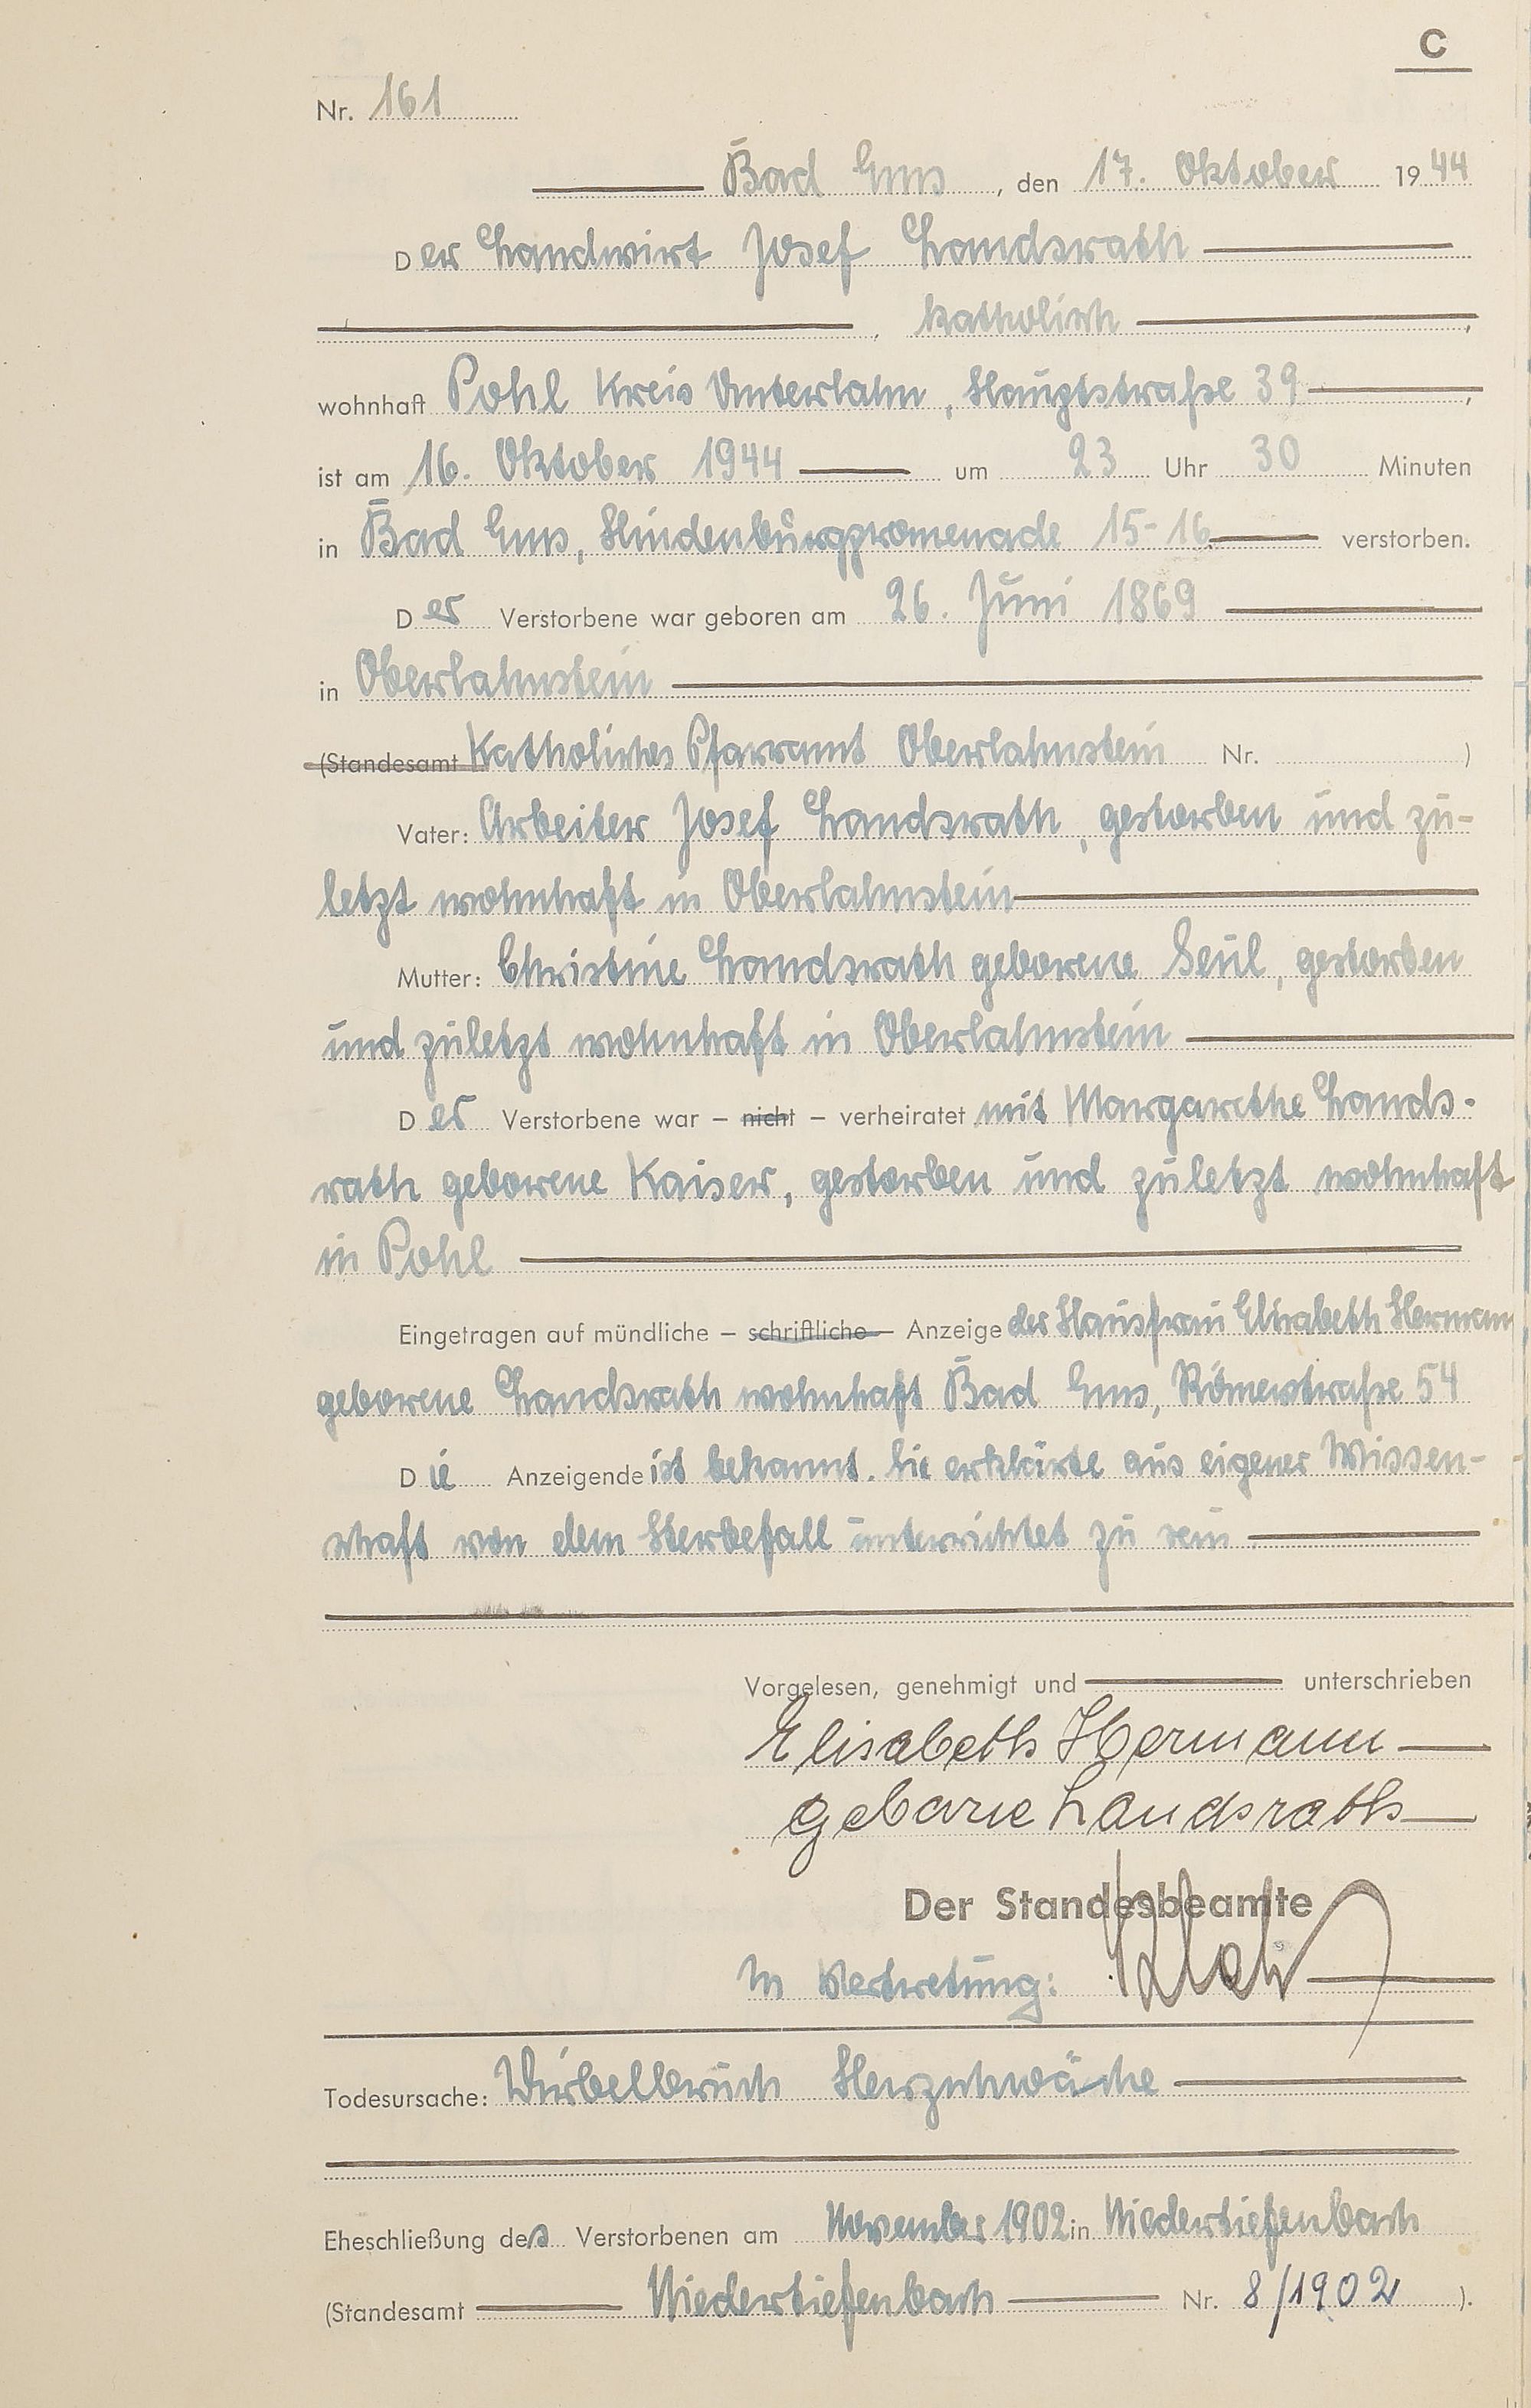 C
Nr. 161
Bad Ems, den 17. Oktober 1944
Der Landwirt Josef Landsrath
, katholisch ,
wohnhaft Pohl Kreis Unterlahn, Hauptstraße 39 ,
ist am 16. Oktober 1944 um 23 Uhr 30 Minuten
in Bad Ems, Hindenburgpromenade 15-16 verstorben.
Der Verstorbene war geboren am 26. Juni 1869
in Oberlahnstein
(Standesamt Katholisches Pfarramt Oberlahnstein Nr. )
Vater: Arbeiter Josef Landsrath, gestorben und zu-
letzt wohnhaft in Oberlahnstein
Mutter: Christine Landsrath geborene Seul, gestorben
und zuletzt wohnhaft in Oberlahnstein
Der Verstorbene war – nicht – verheiratet mit Margarethe Lands-
rath geborene Kaiser, gestorben und zuletzt wohnhaft
in Pohl
Eingetragen auf mündliche – schriftliche – Anzeige der Hausfrau Elisabeth Hermann
geborene Landsrath wohnhaft Bad Ems, Römerstraße 54
Die Anzeigende ist bekannt. Sie erklärte aus eigener Wissen-
schaft von dem Sterbefall unterrichtet zu sein.
Vorgelesen, genehmigt und unterschrieben
Elisabeth Hermann
geborne Landsrath
Der Standesbeamte
In Vertretung:
Todesursache: Wirbelbruch Herzschwäche
Eheschließung des Verstorbenen am November 1902 in Niedertiefenbach
(Standesamt Niedertiefenbach Nr. 8/1902 ).